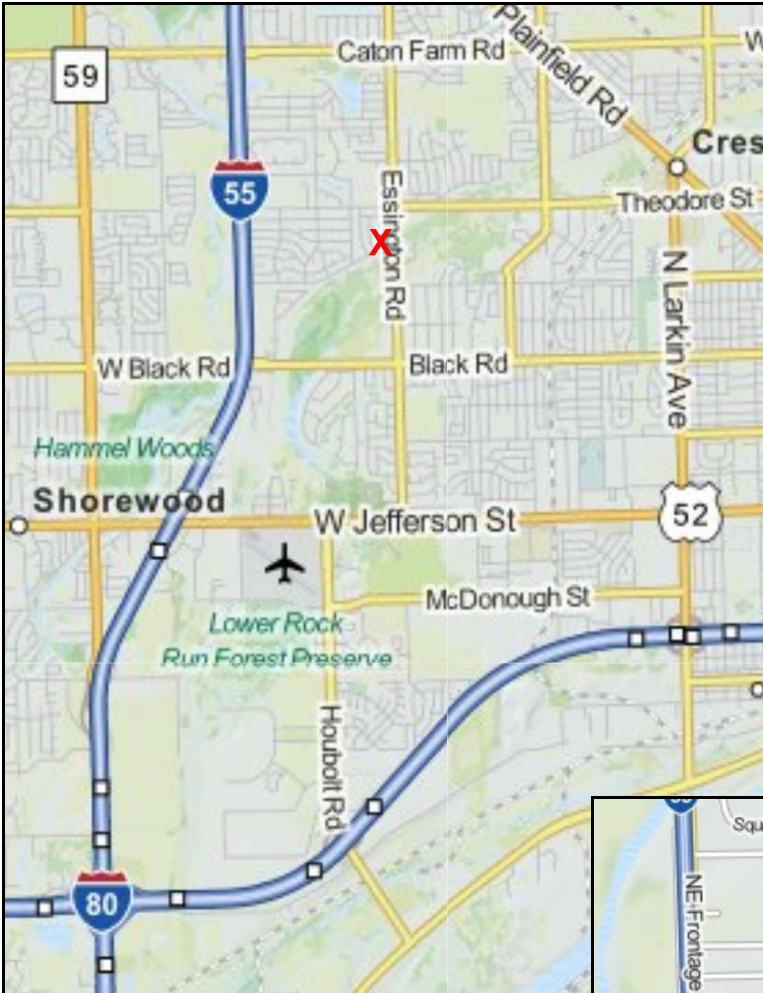 Caton Farm Rd
Plainfield Rd
W
59
Cres
55
Essington Rd
Theodore St
X
N Larkin Ave
W Black Rd
Black Rd
Hammel Woods
Shorewood
W Jefferson St
52
McDonough St
Lower Rock
Run Forest Preserve
Houbolt Rd
Squ
80
NE Frontage